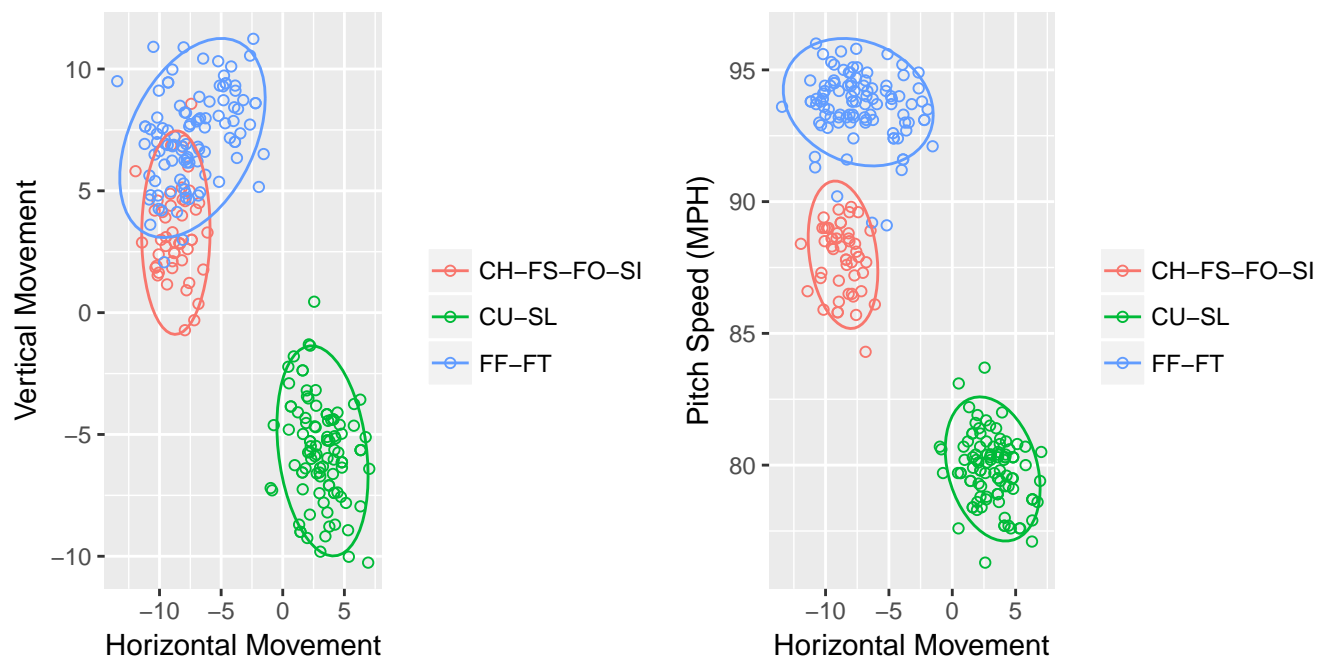 Vertical Movement
10
5
0
−5
−10
−10 −5 0 5
Horizontal Movement
CH−FS−FO−SI
CU−SL
FF−FT
Pitch Speed (MPH)
95
90
85
80
−10 −5 0 5
Horizontal Movement
CH−FS−FO−SI
CU−SL
FF−FT